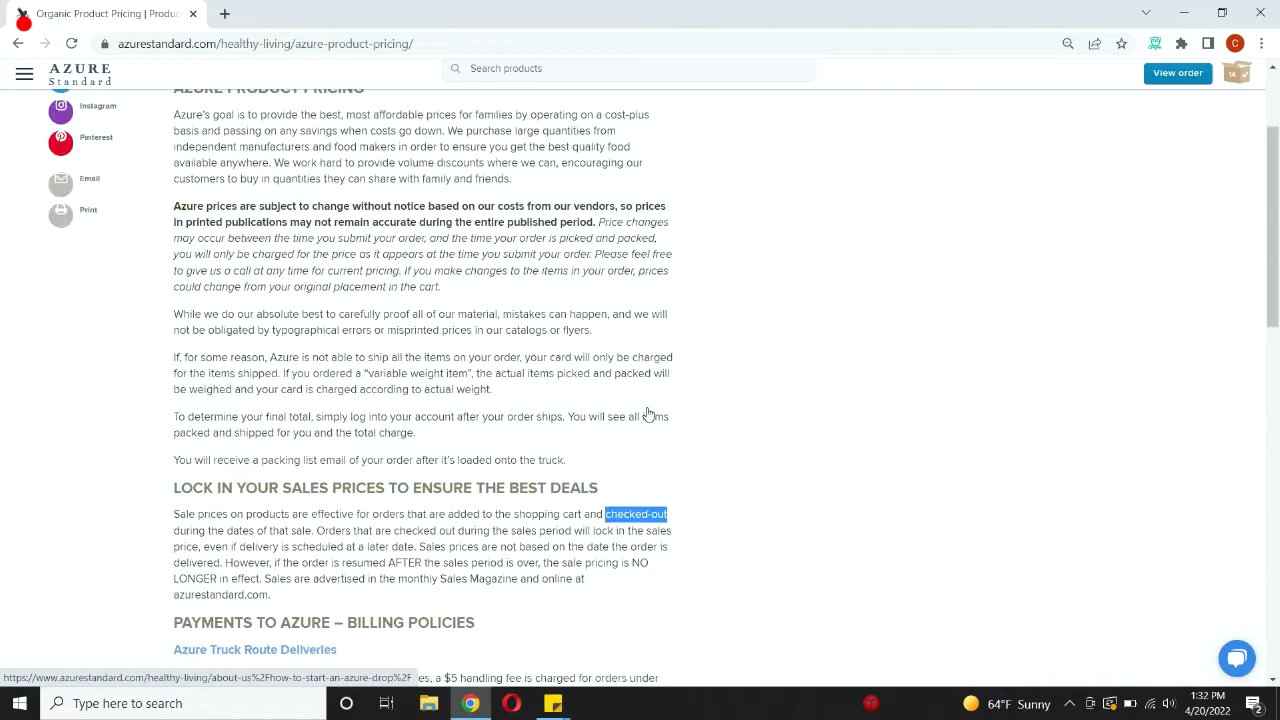 Organic Product Pricing | Produc
azurestandard.com/healthy-living/azure-product-pricing/
AZURE
Standard
Search products
View order
14
AZURE PRODUCT PRICING
Instagram
Pinterest
Email
Print
Azure's goal is to provide the best, most affordable prices for families by operating on a cost-plus
basis and passing on any savings when costs go down. We purchase large quantities from
independent manufacturers and food makers in order to ensure you get the best quality food
available anywhere. We work hard to provide volume discounts where we can, encouraging our
customers to buy in quantities they can share with family and friends.
Azure prices are subject to change without notice based on our costs from our vendors, so prices
in printed publications may not remain accurate during the entire published period. Price changes
may occur between the time you submit your order, and the time your order is picked and packed,
you will only be charged for the price as it appears at the time you submit your order. Please feel free
to give us a call at any time for current pricing. If you make changes to the items in your order, prices
could change from your original placement in the cart.
While we do our absolute best to carefully proof all of our material, mistakes can happen, and we will
not be obligated by typographical errors or misprinted prices in our catalogs or flyers.
If, for some reason, Azure is not able to ship all the items on your order, your card will only be charged
for the items shipped. If you ordered a “variable weight item”, the actual items picked and packed will
be weighed and your card is charged according to actual weight.
To determine your final total, simply log into your account after your order ships. You will see all items
packed and shipped for you and the total charge.
You will receive a packing list email of your order after it's loaded onto the truck.
LOCK IN YOUR SALES PRICES TO ENSURE THE BEST DEALS
Sale prices on products are effective for orders that are added to the shopping cart and checked-out
during the dates of that sale. Orders that are checked out during the sales period will lock in the sales
price, even if delivery is scheduled at a later date. Sales prices are not based on the date the order is
delivered. However, if the order is resumed AFTER the sales period is over, the sale pricing is NO
LONGER in effect. Sales are advertised in the monthly Sales Magazine and online at
azurestandard.com.
PAYMENTS TO AZURE – BILLING POLICIES
Azure Truck Route Deliveries
es, a $5 handling fee is charged for orders under
https://www.azurestandard.com/healthy-living/about-us%2Fhow-to-start-an-azure-drop%2F
Type here to search
64°F Sunny
1:32 PM
4/20/2022